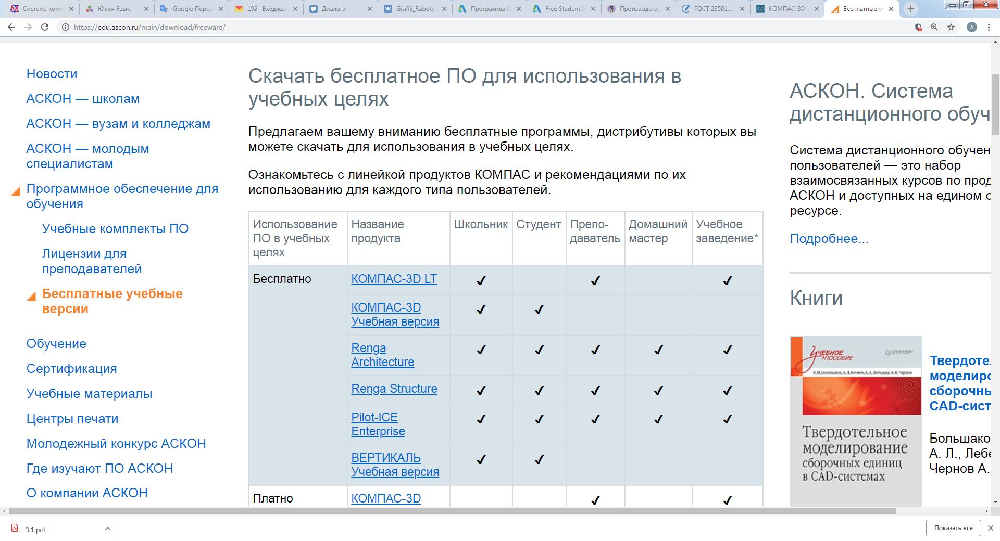 Система комп
Юлия Язык
Google Перев
192 · Входящи
Диалоги
Grafik_Raboty_
Программы С
Free Student S
Производстве
ГОСТ 23501.10
КОМПАС-3D У
Бесплатные уч
https://edu.ascon.ru/main/download/freeware/
A
Новости
АСКОН — школам
АСКОН — вузам и колледжам
АСКОН — молодым
специалистам
Программное обеспечение для
обучения
Учебные комплекты ПО
Лицензии для
преподавателей
Бесплатные учебные
версии
Обучение
Сертификация
Учебные материалы
Центры печати
Молодежный конкурс АСКОН
Где изучают ПО АСКОН
О компании АСКОН
Скачать бесплатное ПО для использования в
учебных целях
Предлагаем вашему вниманию бесплатные программы, дистрибутивы которых вы
можете скачать для использования в учебных целях.
Ознакомьтесь с линейкой продуктов КОМПАС и рекомендациями по их
использованию для каждого типа пользователей.
Использование
ПО в учебных
целях
Название
продукта
Школьник
Студент
Препо-
даватель
Домашний
мастер
Учебное
заведение*
Бесплатно
КОМПАС-3D LT
✔ ✔ ✔
КОМПАС-3D
Учебная версия
✔ ✔
Renga
Architecture
✔ ✔ ✔ ✔ ✔
Renga Structure
✔ ✔ ✔ ✔ ✔
Pilot-ICE
Enterprise
✔ ✔ ✔ ✔ ✔
ВЕРТИКАЛЬ
Учебная версия
✔ ✔
Платно
КОМПАС-3D
✔ ✔
АСКОН. Система
дистанционного обуч
Система дистанционного обучен
пользователей — это набор
взаимосвязанных курсов по прод
АСКОН и доступных на едином о
ресурсе.
Подробнее...
Книги
УЧЕБНОЕ
ПОСОБИЕ
ПИТЕР
В. П. Большаков, А. Л. Бочков, Е. А. Лебедева, А. В. Чернов
Твердотельное
моделирование
сборочных единиц
в CAD-системах
Твердотел
моделиро
сборочнь
CAD-сист
Большако
А. Л., Лебе
Чернов А.
3.1.pdf
Показать все